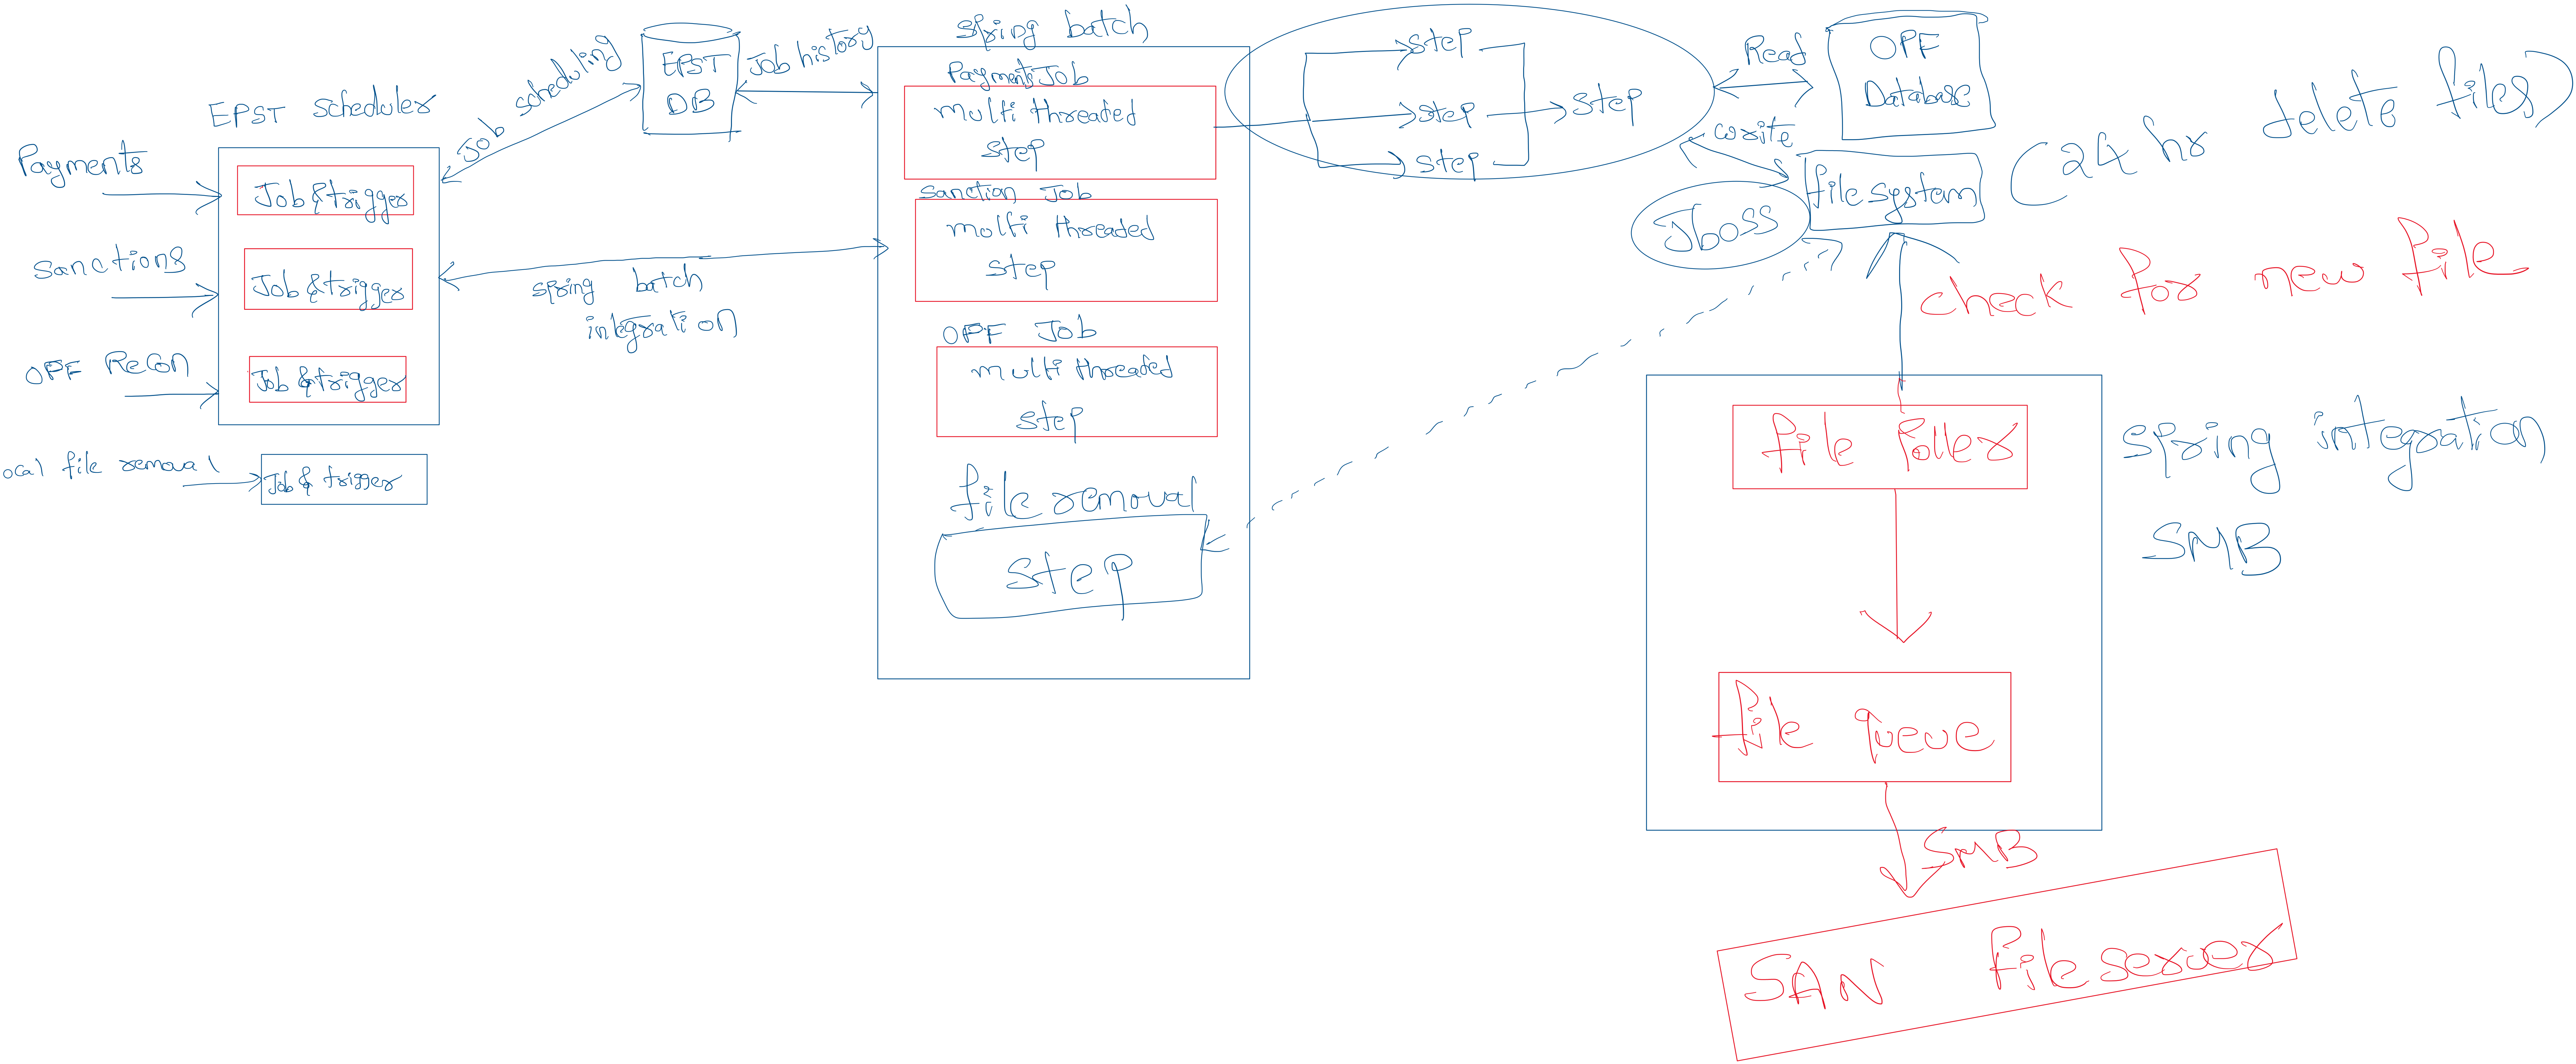 EPST Scheduler
Payments
Job & trigger
Sanctions
Job & trigger
OPF Recon
Job & trigger
ocal file removal
Job & trigger
Job scheduling
EPST
DB
Job history
spring batch
integration
Spring batch
Payments Job
multi threaded
step
Sanction Job
multi threaded
step
OPF Job
multi threaded
step
file removal
step
step
step
step
step
Read
OPF
Database
write
file system
Jboss
(24 hr delete files)
check for new file
file Poller
file queue
spring integration
SMB
SMB
SAN file server